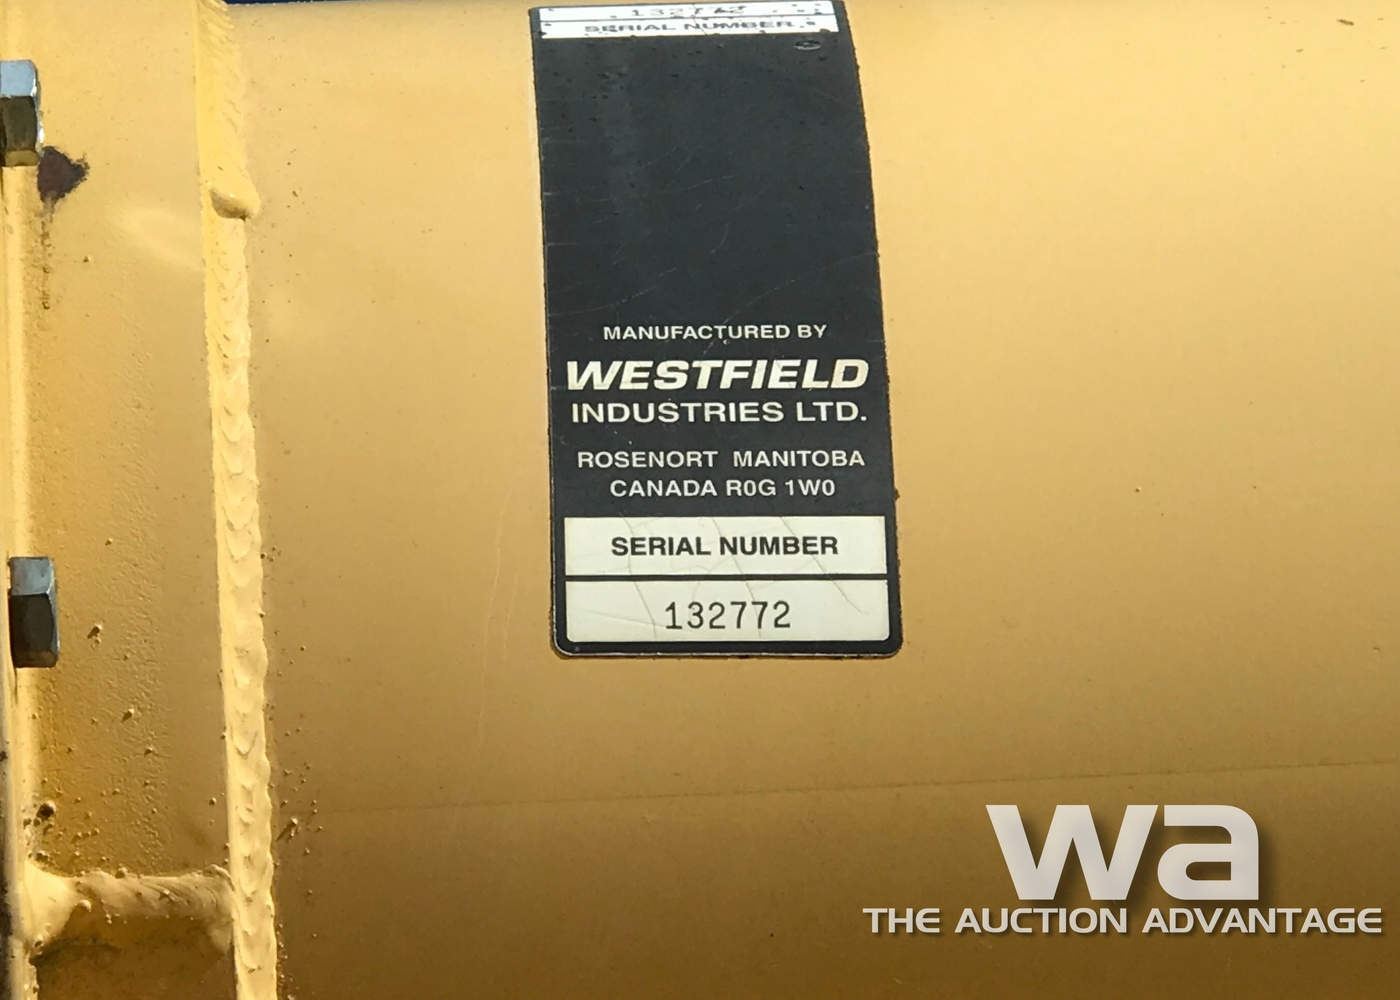 132772
SERIAL NUMBER
MANUFACTURED BY
WESTFIELD
INDUSTRIES LTD.
ROSENORT MANITOBA
CANADA R0G 1W0
SERIAL NUMBER
132772
wa
THE AUCTION ADVANTAGE